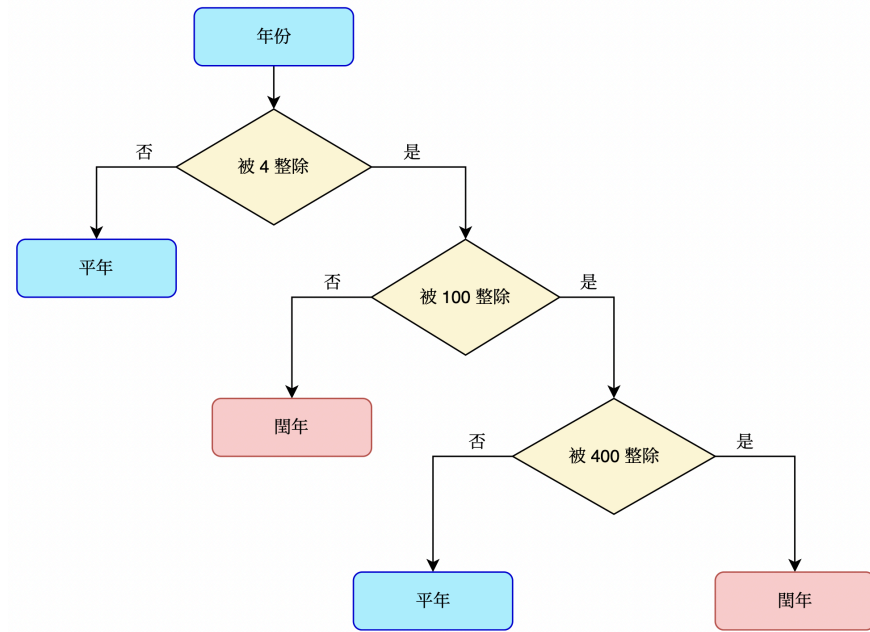 年份
否
被 4 整除
是
平年
否
被 100 整除
是
閏年
否
被 400 整除
是
平年
閏年